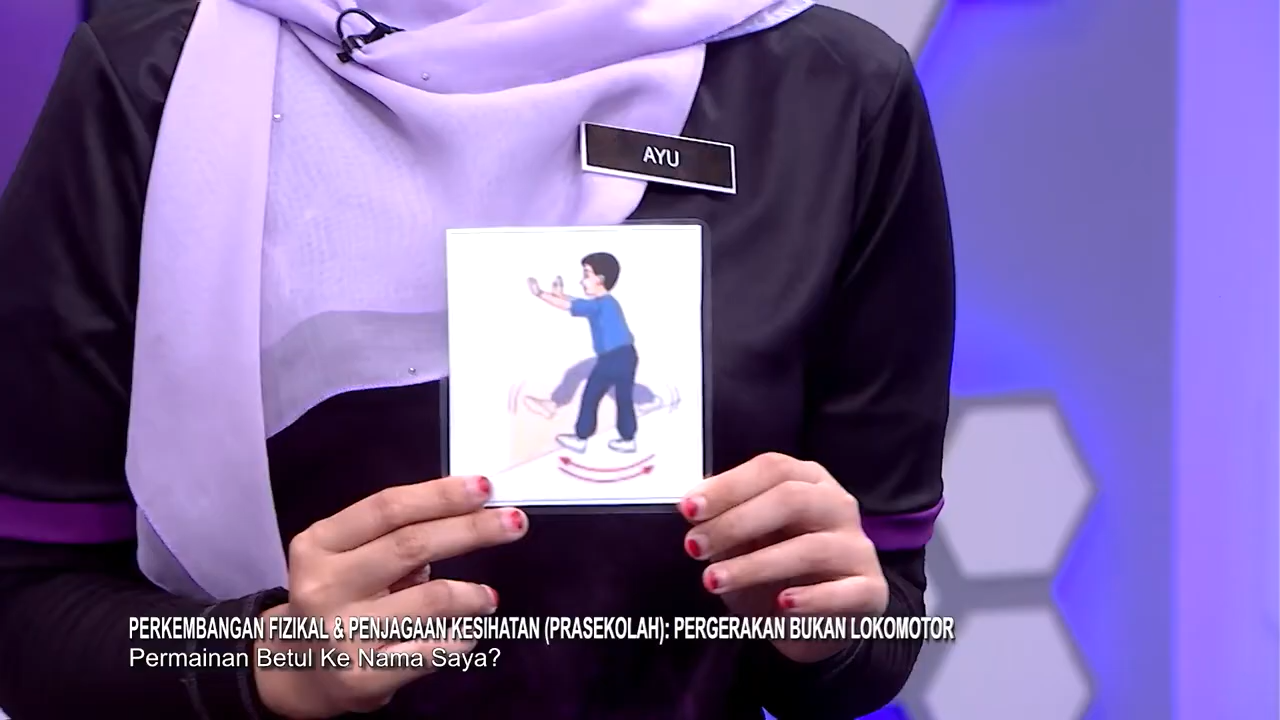 AYU
PERKEMBANGAN FIZIKAL & PENJAGAAN KESIHATAN (PRASEKOLAH): PERGERAKAN BUKAN LOKOMOTOR
Permainan Betul Ke Nama Saya?